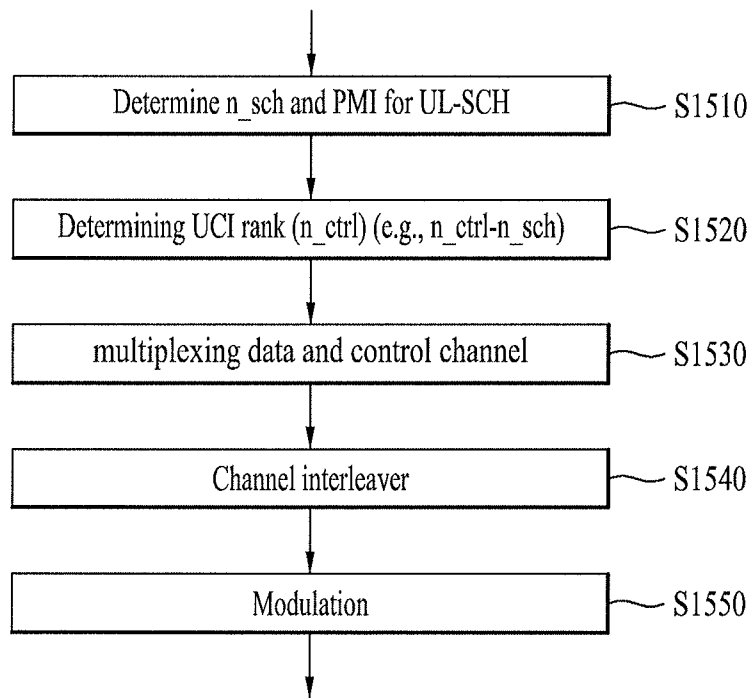 Determine n_sch and PMI for UL-SCH
S1510
Determining UCI rank (n_ctrl) (e.g., n_ctrl-n_sch)
S1520
multiplexing data and control channel
S1530
Channel interleaver
S1540
Modulation
S1550